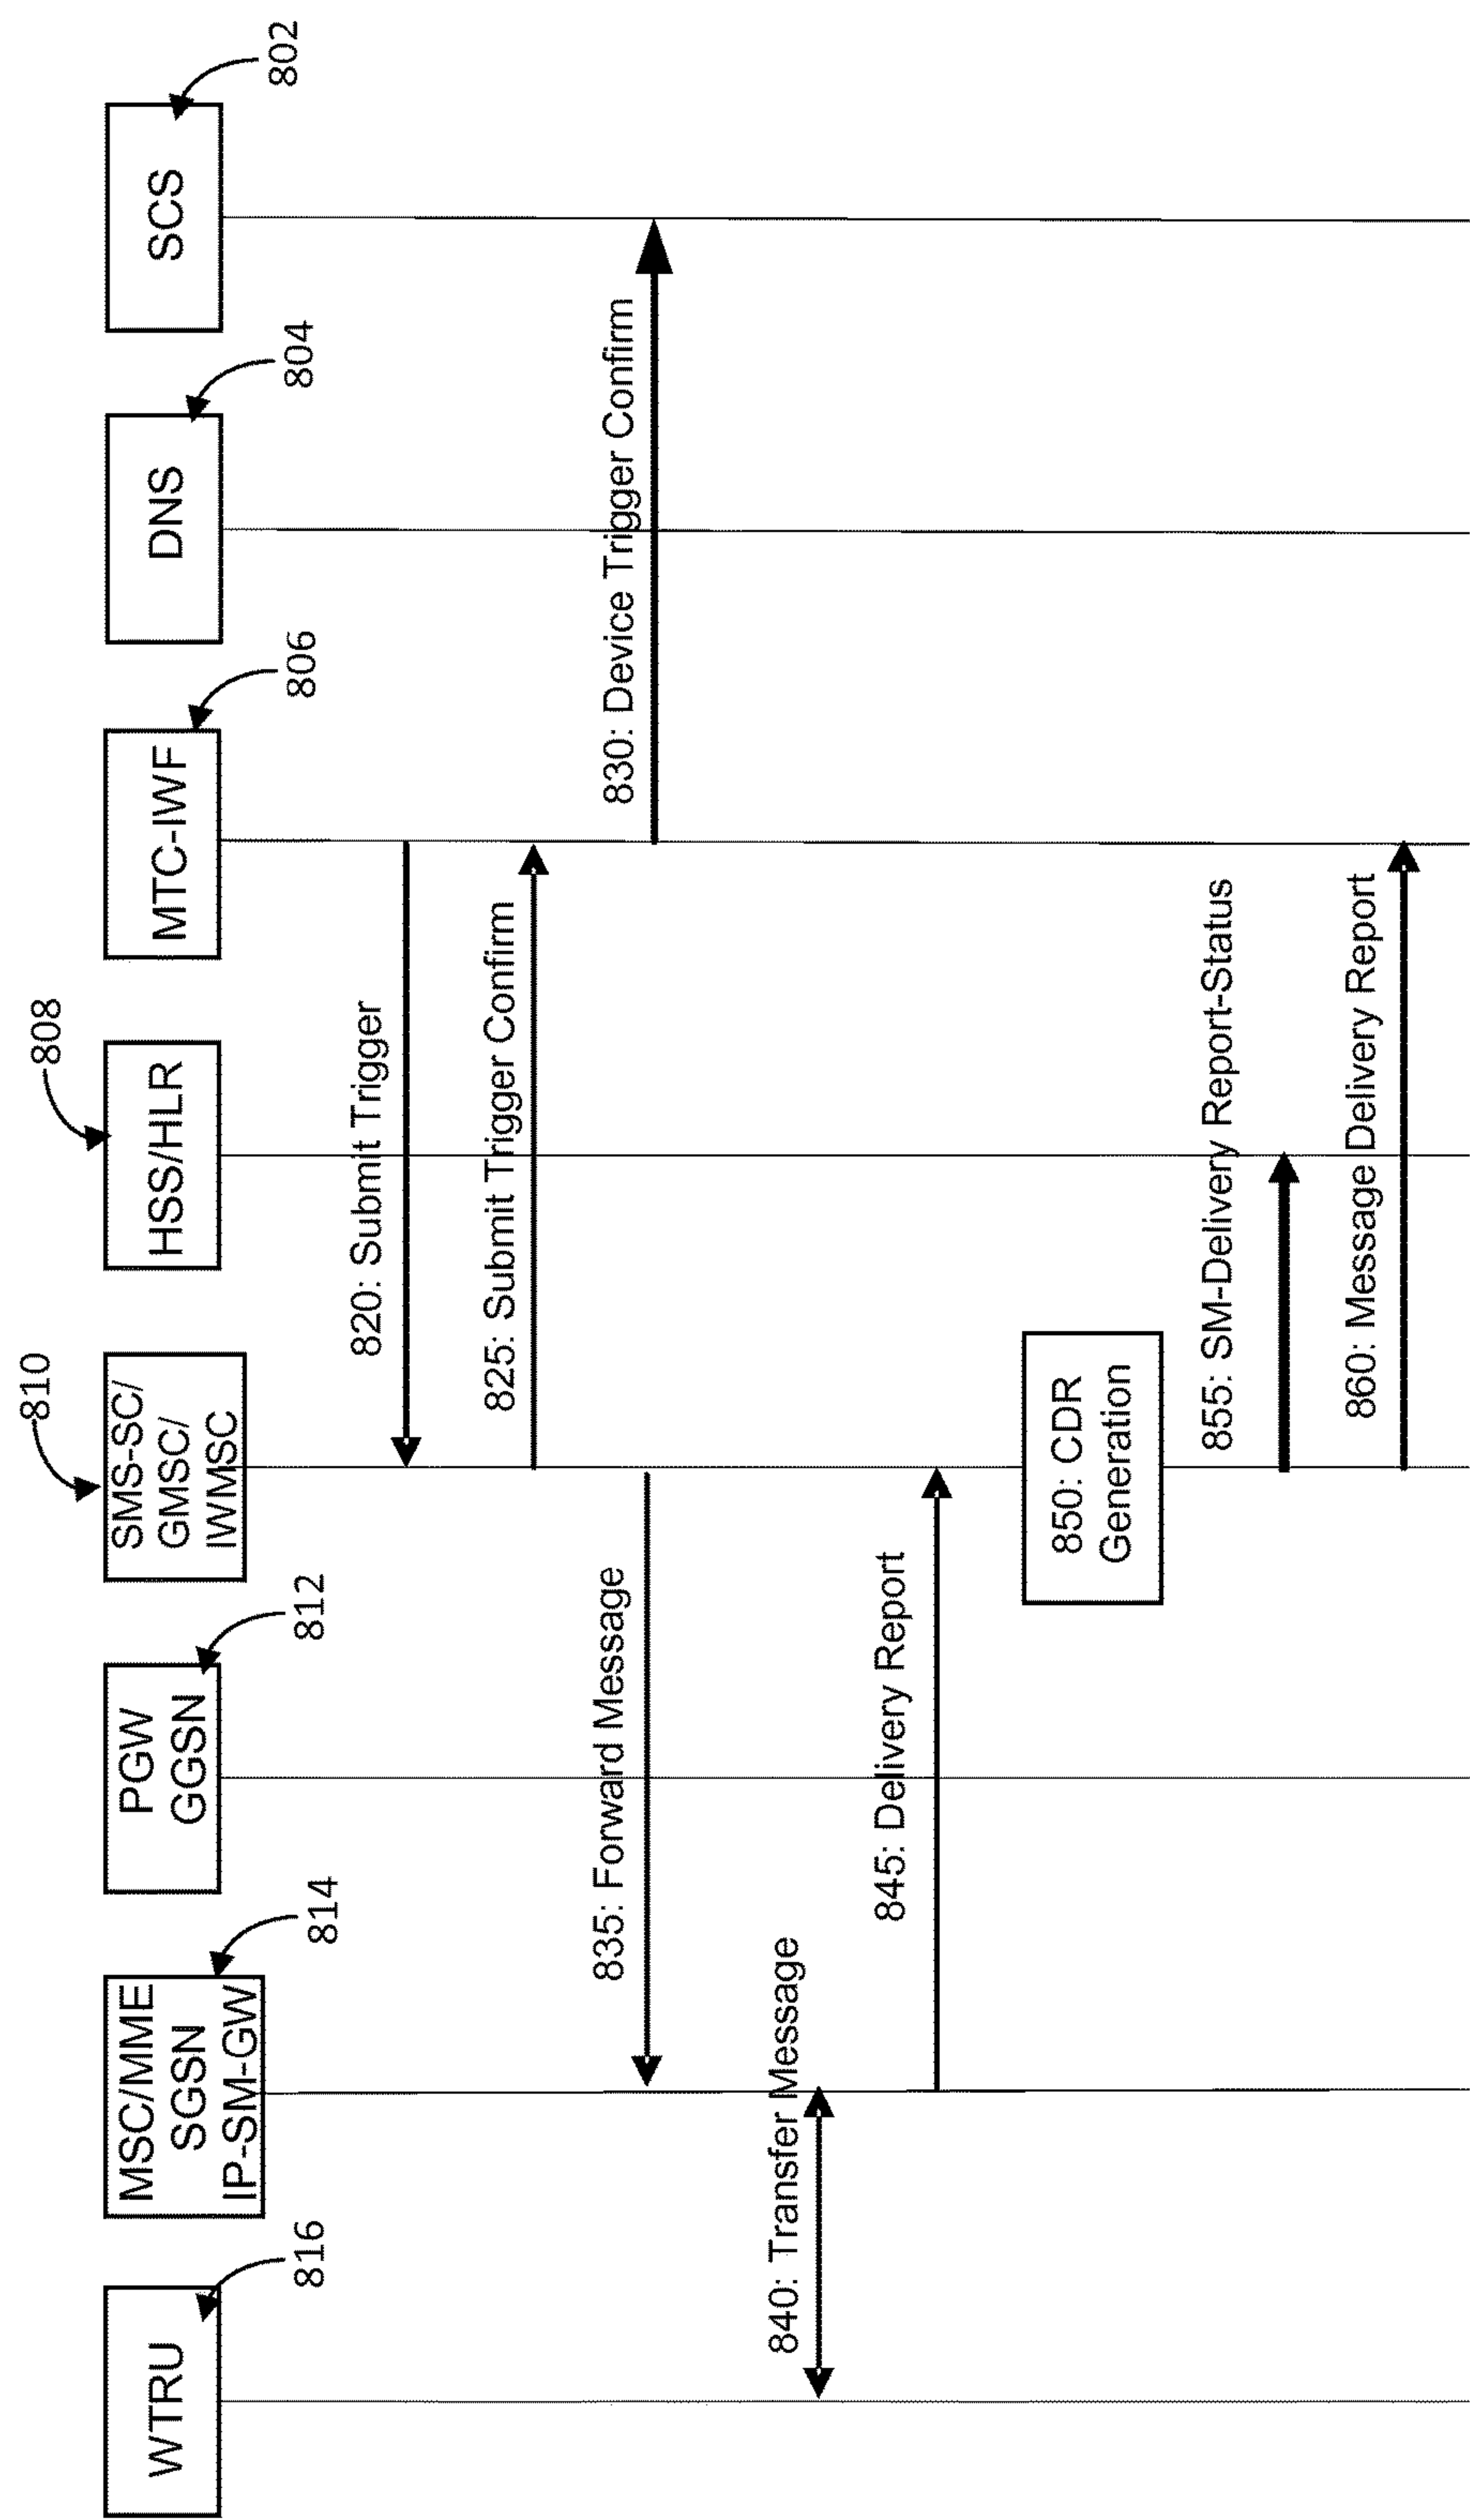 WTRU
816
MSC/MME
SGSN
IP-SM-GW
814
PGW
GGSN
812
SMS-SC/
GMSC/
IWMSC
810
HSS/HLR
808
MTC-IWF
806
DNS
804
SCS
802
820: Submit Trigger
825: Submit Trigger Confirm
830: Device Trigger Confirm
835: Forward Message
840: Transfer Message
845: Delivery Report
850: CDR
Generation
855: SM-Delivery Report-Status
860: Message Delivery Report